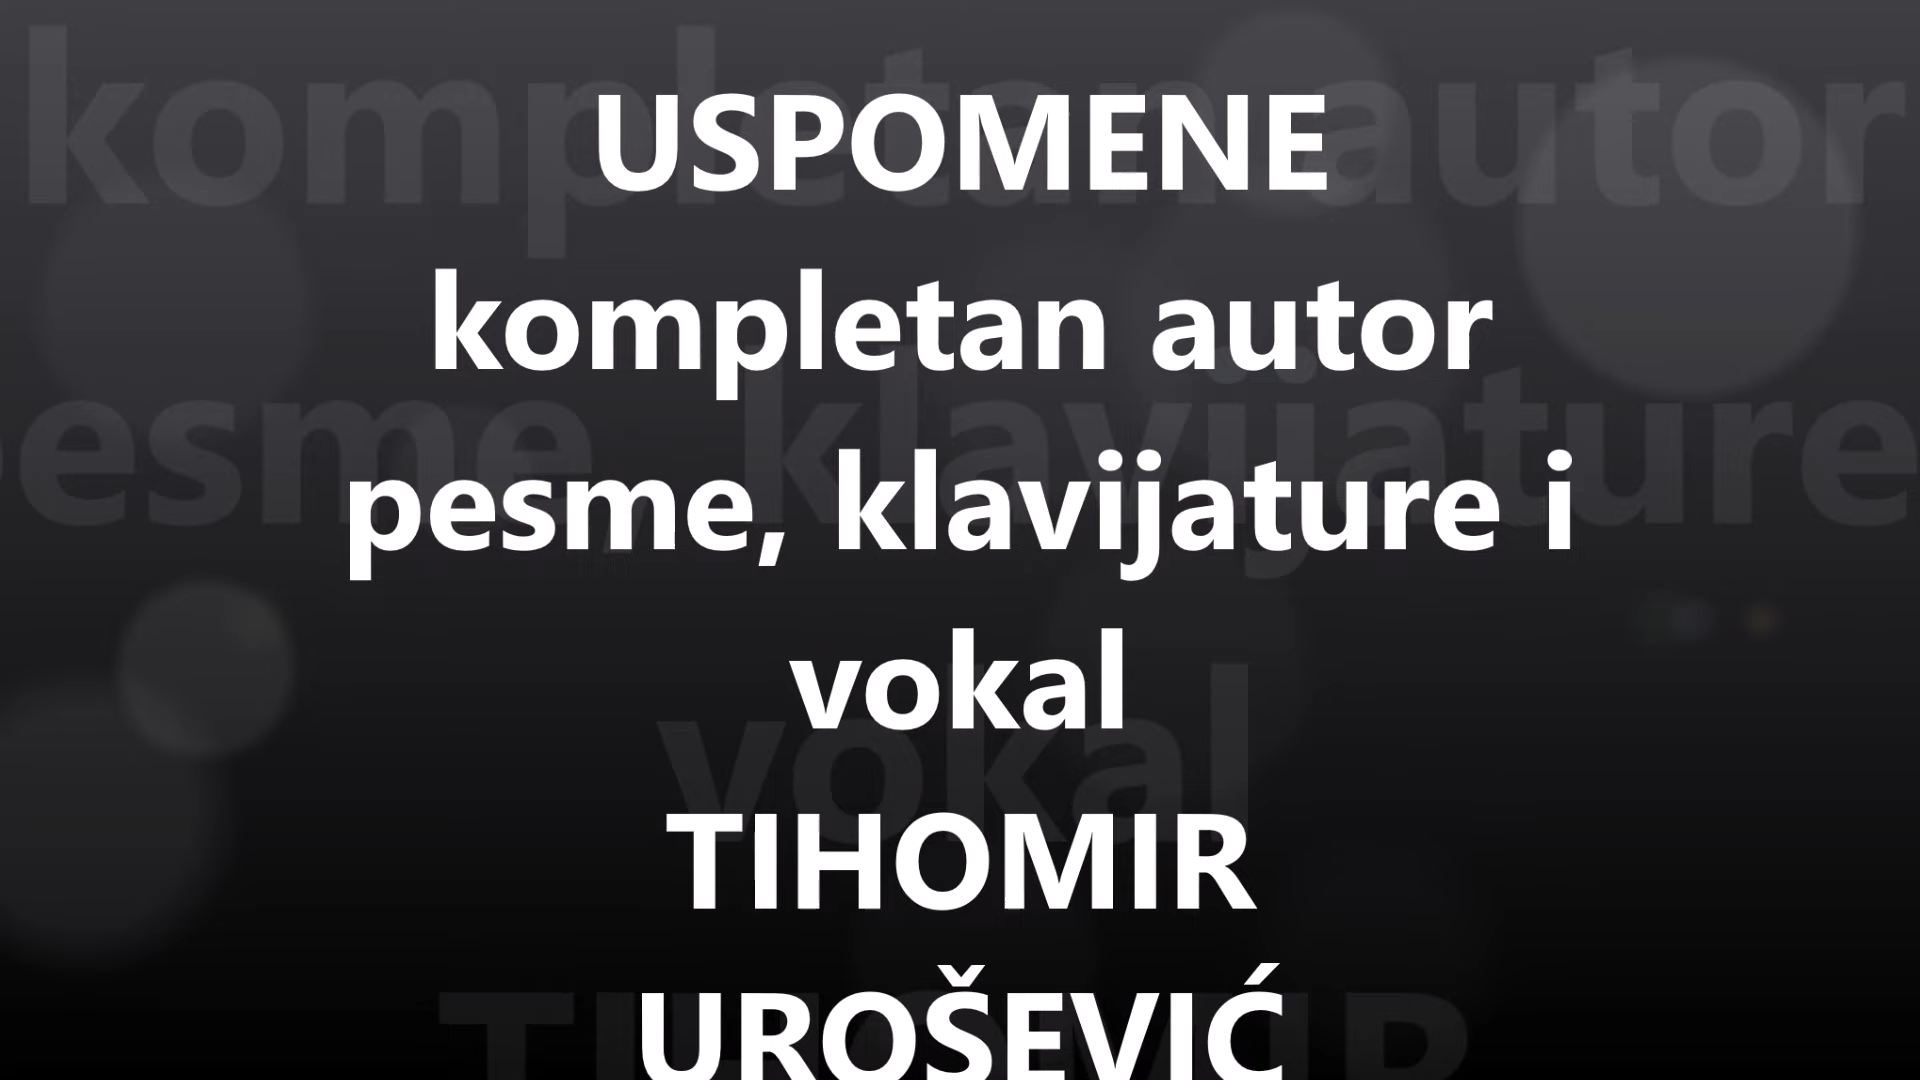 USPOMENE
kompletan autor
pesme, klavijature i
vokal
TIHOMIR
UROŠEVIĆ